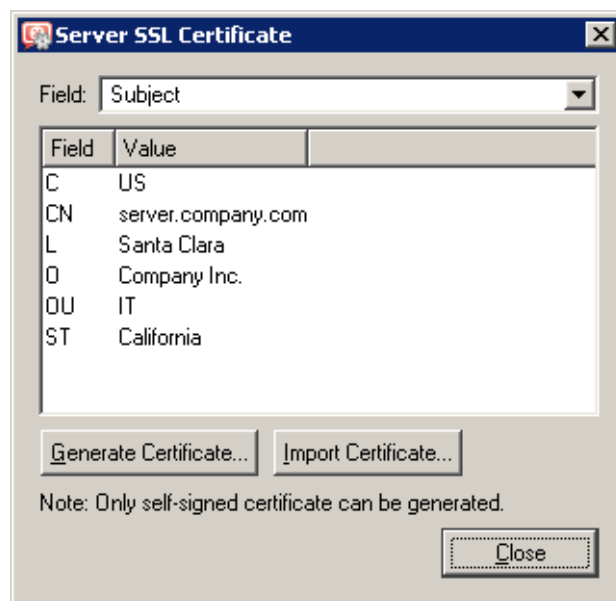 Server SSL Certificate
Field: Subject
Field Value
C US
CN server.company.com
L Santa Clara
O Company Inc.
OU IT
ST California
Generate Certificate... Import Certificate...
Note: Only self-signed certificate can be generated.
Close